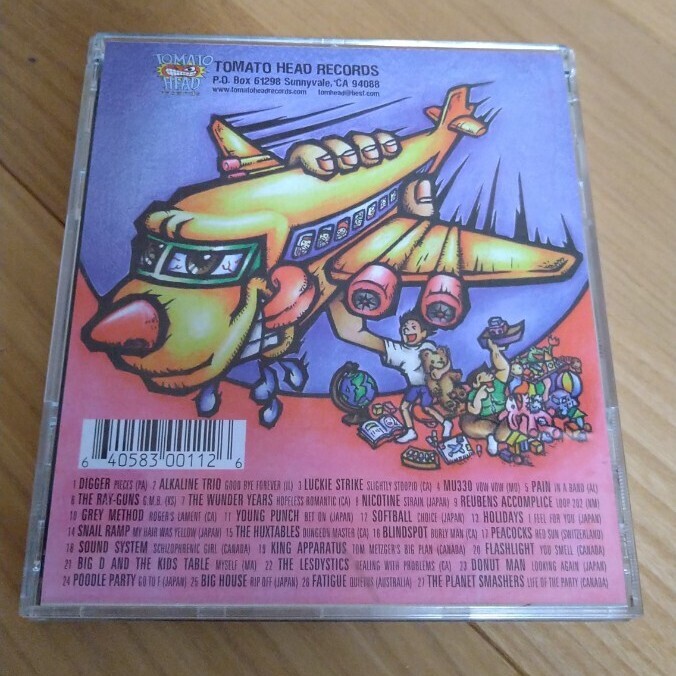 TOMATO
HEAD
RECORDS
TOMATO HEAD RECORDS
P.O. Box 61298 Sunnyvale, CA 94088
www.tomatoheadrecords.com tomhead@best.com
6 40583 00112 6
1 DIGGER PIECES (PA) 2 ALKALINE TRIO GOOD BYE FOREVER (IL) 3 LUCKIE STRIKE SLIGHTLY STOOPID (CA) 4 MU330 VOW VOW (MO) 5 PAIN IN A BAND (AL)
6 THE RAY-GUNS G.M.B. (KS) 7 THE WUNDER YEARS HOPELESS ROMANTIC (CA) 8 NICOTINE STRAIN (JAPAN) 9 REUBENS ACCOMPLICE LOOP 202 (NM)
10 GREY METHOD ROGER'S LAMENT (CA) 11 YOUNG PUNCH BET ON (JAPAN) 12 SOFTBALL CHOICE (JAPAN) 13 HOLIDAYS I FEEL FOR YOU (JAPAN)
14 SNAIL RAMP MY HAIR WAS YELLOW (JAPAN) 15 THE HUXTABLES DUNGEON MASTER (CA) 16 BLINDSPOT MAN (CA) 17 PEACOCKS RED SUN (SWITZERLAND)
18 SOUND SYSTEM SCHIZOPHRENIC GIRL (CANADA) 19 KING APPARATUS TOM METZGER'S BIG PLAN (CANADA) 20 FLASHLIGHT YOU SMELL (CANADA)
21 BIG D AND THE KIDS TABLE MYSELF (MA) 22 THE LESDYSTICS DEALING WITH PROBLEMS (CA) 23 DONUT MAN LOOKING AGAIN (JAPAN)
24 POODLE PARTY GO TO F (JAPAN) 25 BIG HOUSE RIP OFF (JAPAN) 26 FATIGUE QUIETUS (AUSTRALIA) 27 THE PLANET SMASHERS LIFE OF THE PARTY (CANADA)